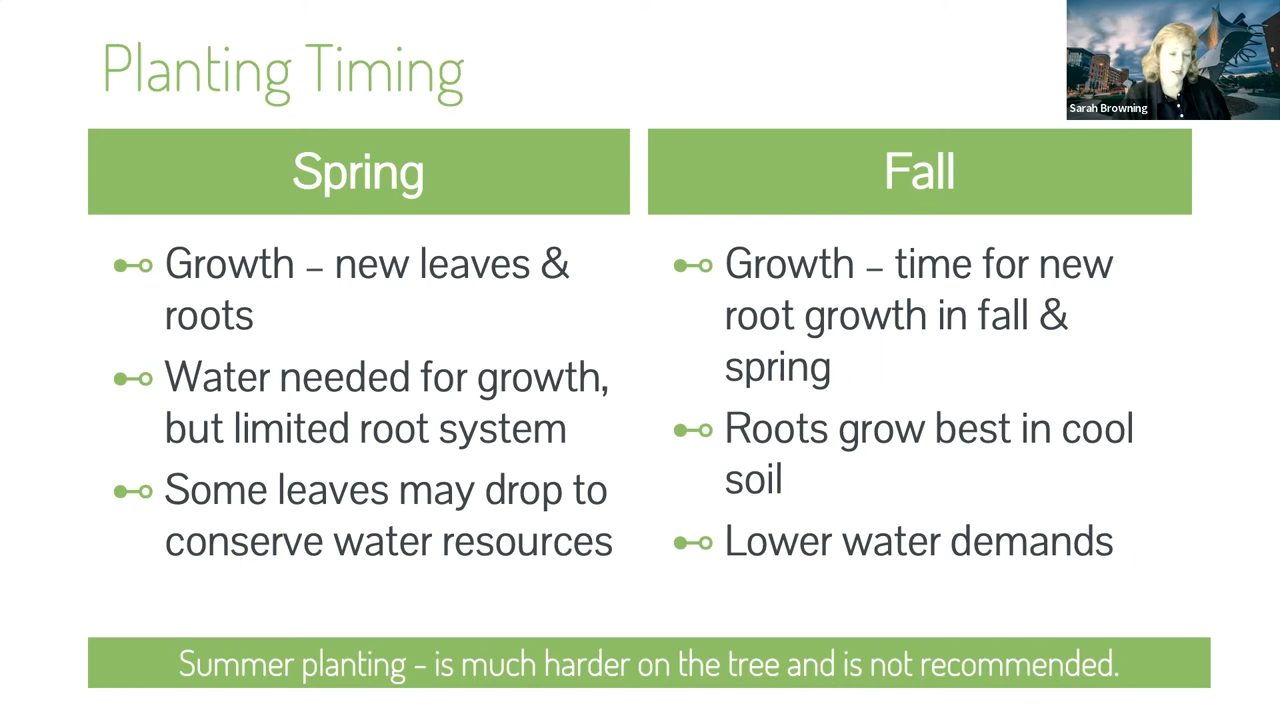 Planting Timing
Sarah Browning
Spring
Growth – new leaves &
roots
Water needed for growth,
but limited root system
Some leaves may drop to
conserve water resources
Fall
Growth – time for new
root growth in fall &
spring
Roots grow best in cool
soil
Lower water demands
Summer planting - is much harder on the tree and is not recommended.